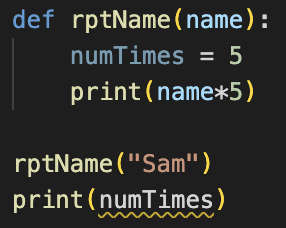 def rptName(name):
    numTimes = 5
    print(name*5)

rptName("Sam")
print(numTimes)